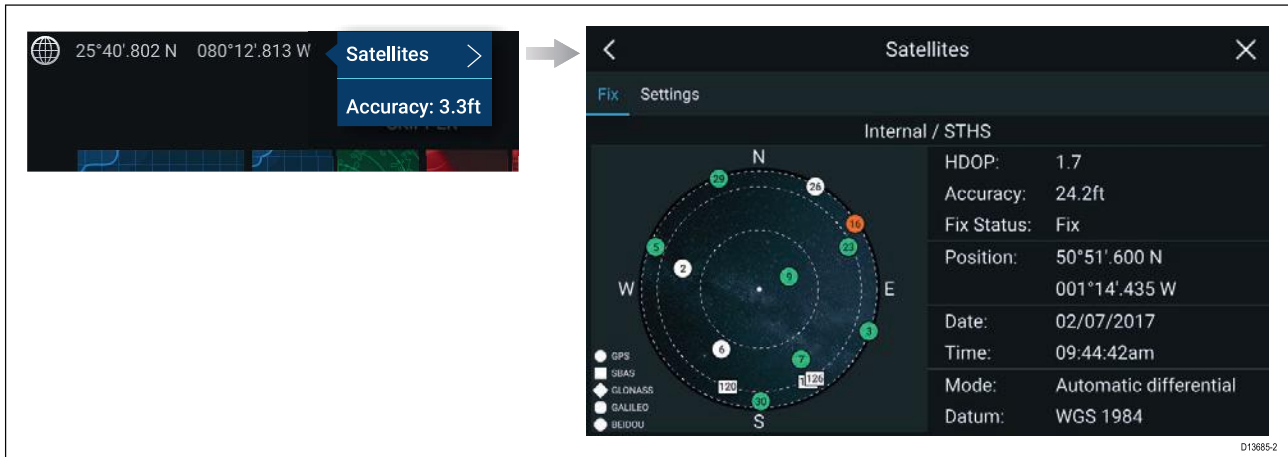 25°40'.802 N 080°12'.813 W
Satellites
Accuracy: 3.3ft
Satellites
Fix Settings
Internal / STHS
N
29
26
16
23
5
2
9
W
E
3
6
7
120
126
30
S
GPS
SBAS
GLONASS
GALILEO
BEIDOU
HDOP: 1.7
Accuracy: 24.2ft
Fix Status: Fix
Position: 50°51'.600 N
001°14'.435 W
Date: 02/07/2017
Time: 09:44:42am
Mode: Automatic differential
Datum: WGS 1984
D13685-2